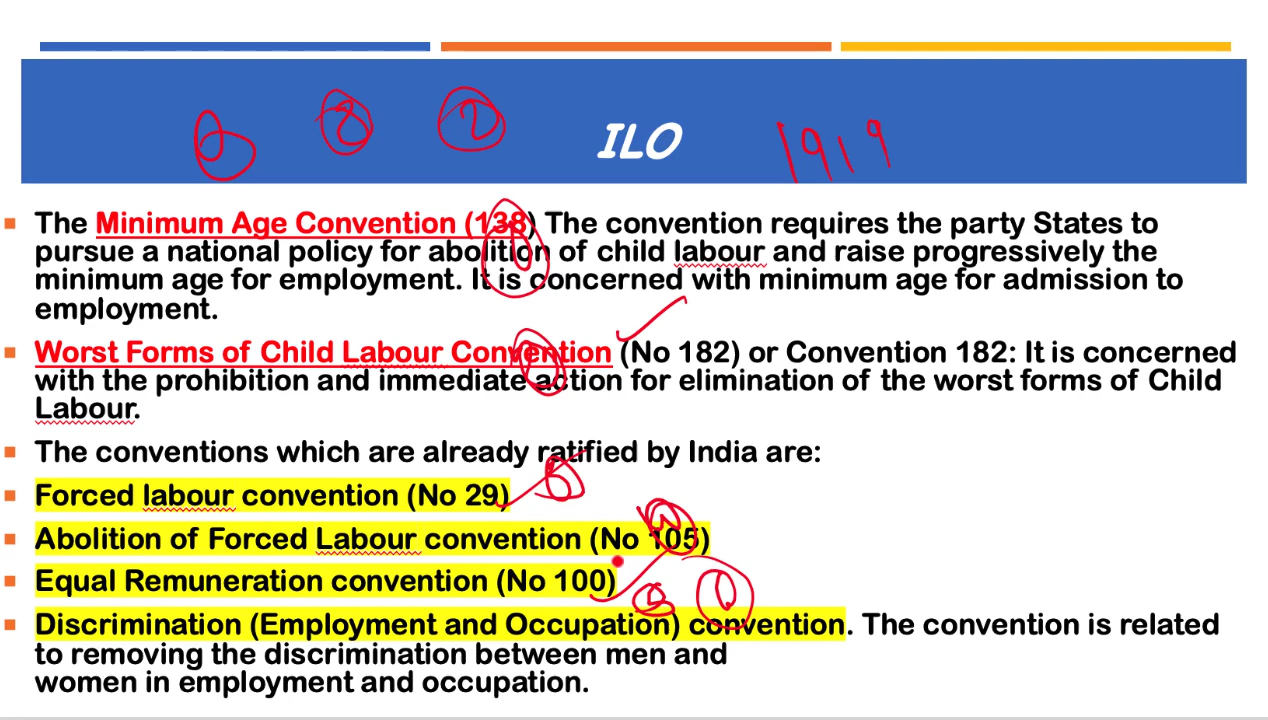 8 2
ILO 1919
The Minimum Age Convention (138) The convention requires the party States to
pursue a national policy for abolition of child labour and raise progressively the
minimum age for employment. It is concerned with minimum age for admission to
employment.
Worst Forms of Child Labour Convention (No 182) or Convention 182: It is concerned
with the prohibition and immediate action for elimination of the worst forms of Child
Labour.
The conventions which are already ratified by India are:
Forced labour convention (No 29)
Abolition of Forced Labour convention (No 105)
Equal Remuneration convention (No 100)
Discrimination (Employment and Occupation) convention. The convention is related
to removing the discrimination between men and
women in employment and occupation.